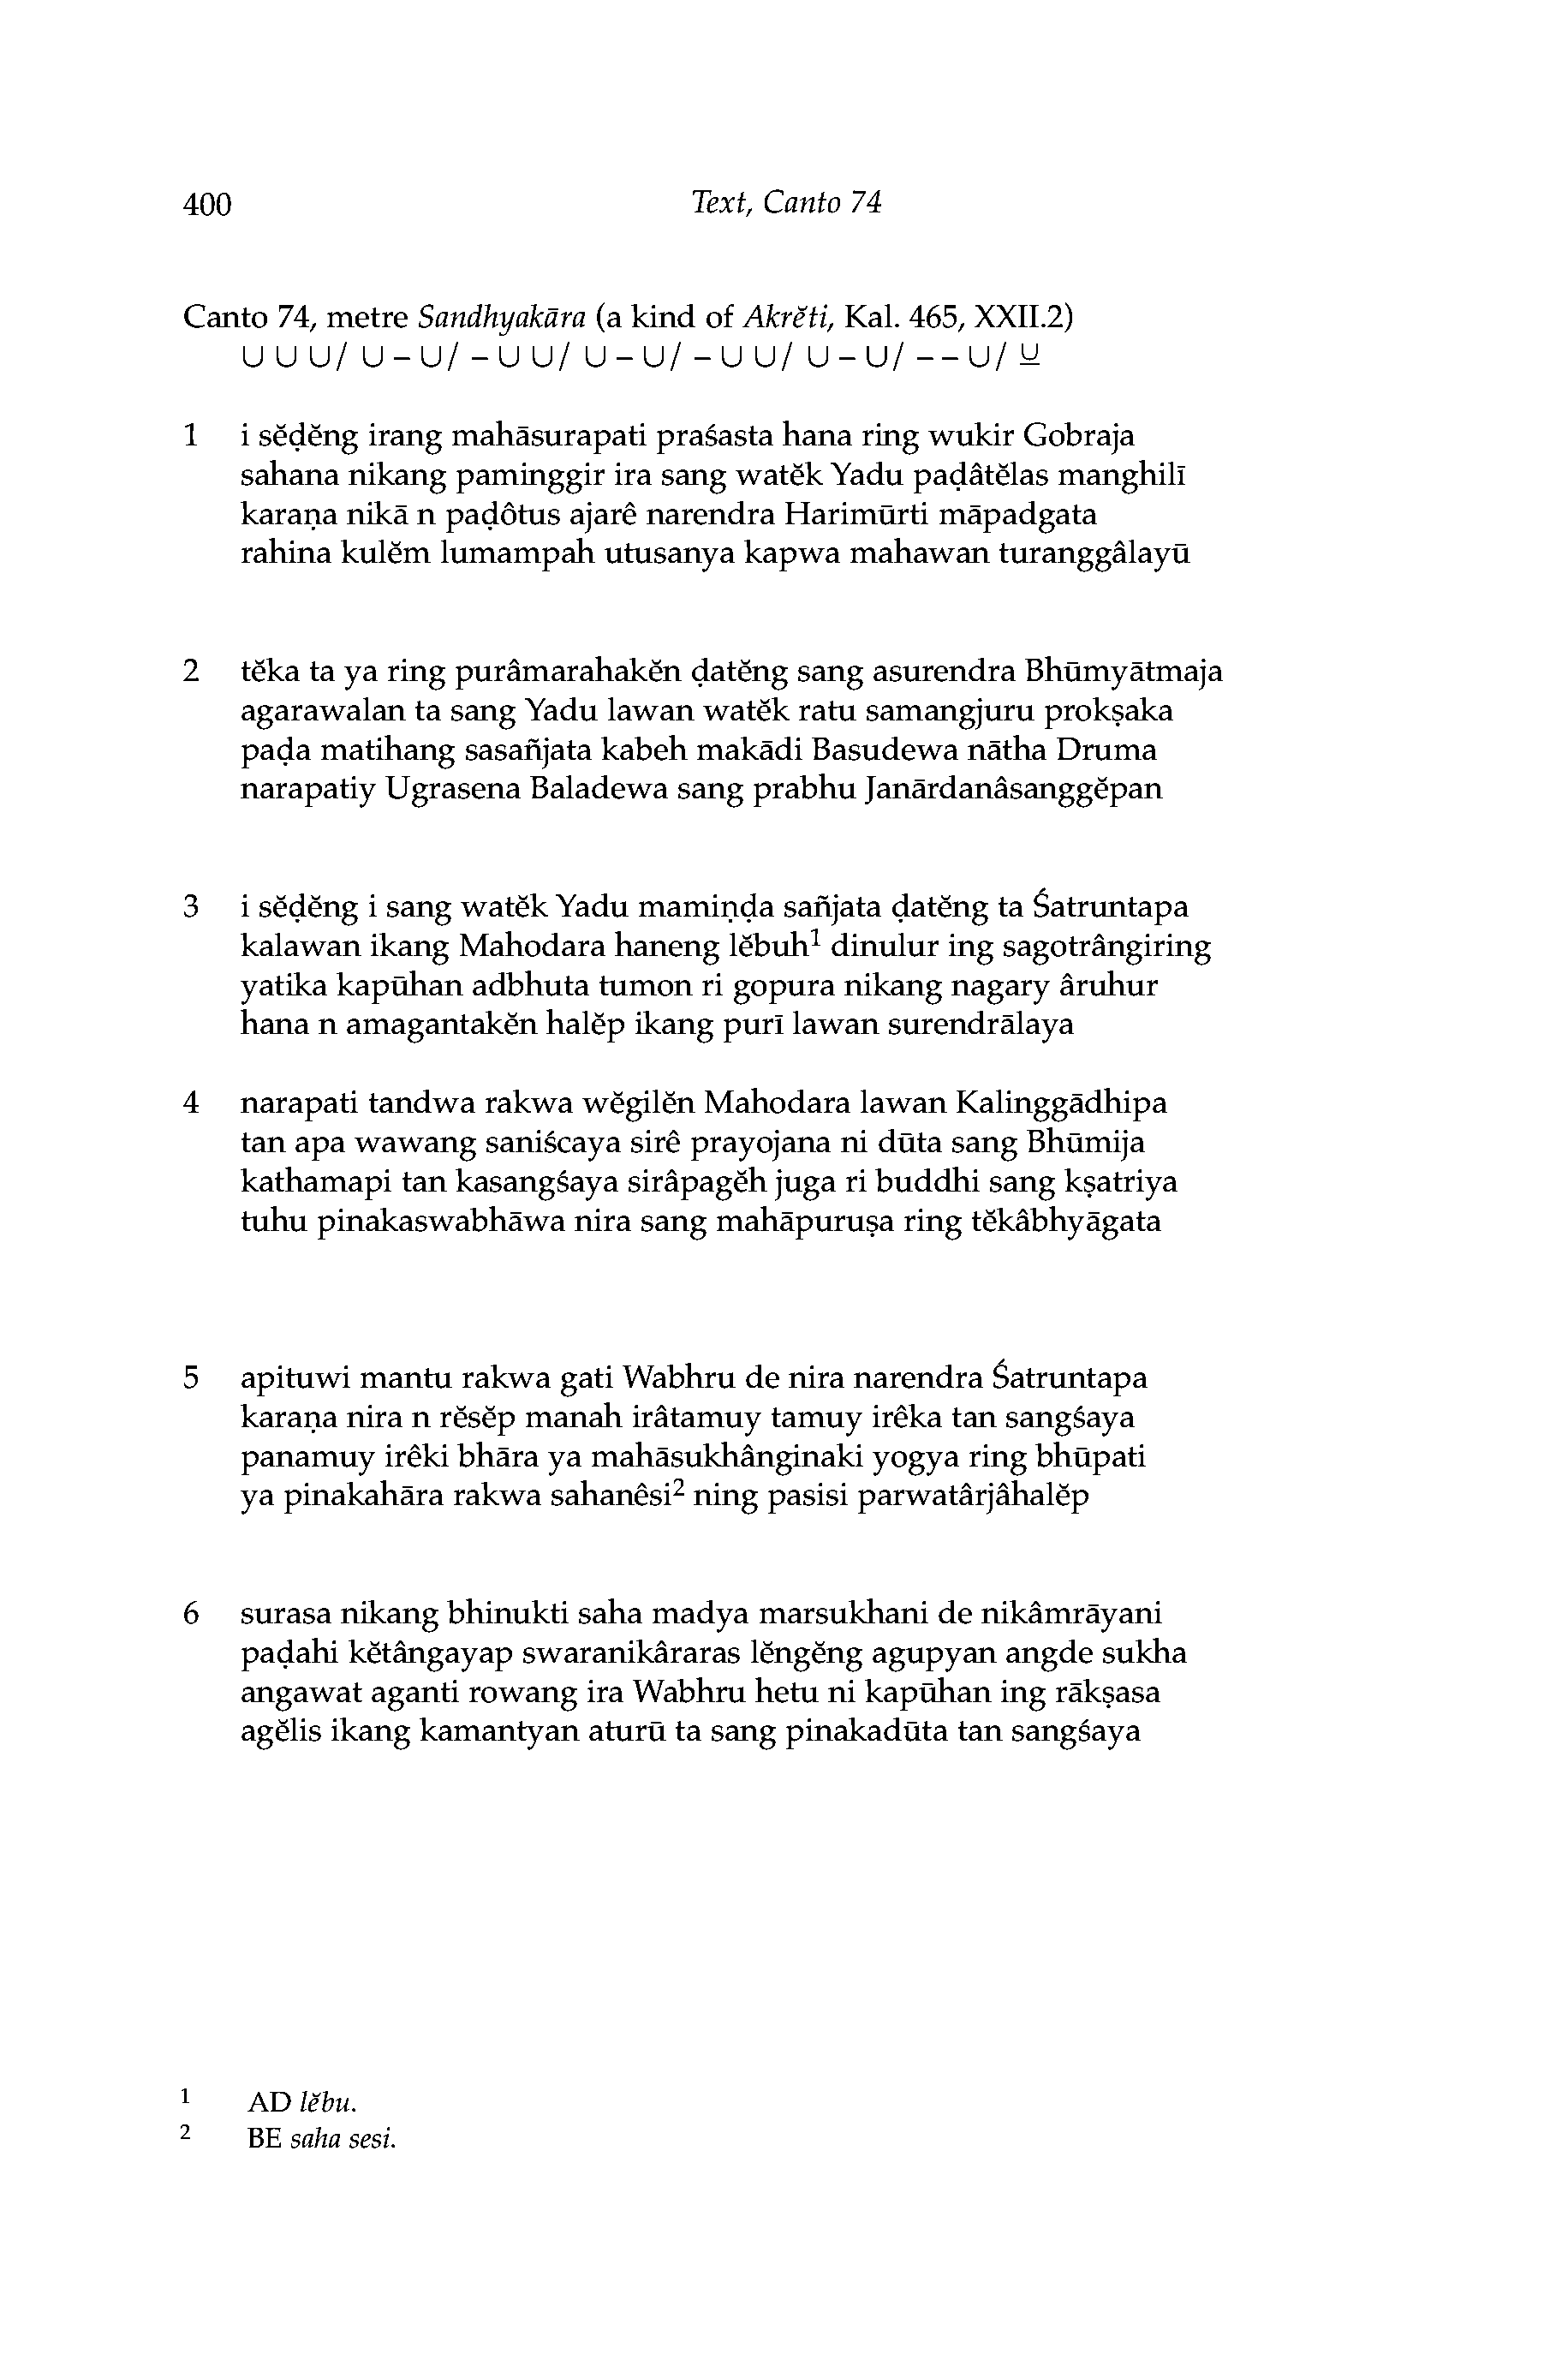 400 Text, Canto 74
Canto 74, metre Sandhyakāra (a kind of Akrĕti, Kal. 465, XXII.2)
∪ ∪ ∪/ ∪ – ∪/ – ∪ ∪/ ∪ – ∪/ – ∪ ∪/ ∪ – ∪/ – – ∪/ ⊻
1 i sĕḍĕng irang mahāsurapati praśasta hana ring wukir Gobraja
sahana nikang paminggir ira sang watĕk Yadu paḍâtĕlas manghilī
karaṇa nikā n paḍôtus ajarê narendra Harimūrti māpadgata
rahina kulĕm lumampah utusanya kapwa mahawan turanggâlayū
2 tĕka ta ya ring purâmarahakĕn ḍatĕng sang asurendra Bhūmyātmaja
agarawalan ta sang Yadu lawan watĕk ratu samangjuru prokṣaka
paḍa matihang sasañjata kabeh makādi Basudewa nātha Druma
narapatiy Ugrasena Baladewa sang prabhu Janārdanâsanggĕpan
3 i sĕḍĕng i sang watĕk Yadu mamiṇḍa sañjata ḍatĕng ta Śatruntapa
kalawan ikang Mahodara haneng lĕbuh1 dinulur ing sagotrângiring
yatika kapūhan adbhuta tumon ri gopura nikang nagary âruhur
hana n amagantakĕn halĕp ikang purī lawan surendrālaya
4 narapati tandwa rakwa wĕgilĕn Mahodara lawan Kalinggādhipa
tan apa wawang saniścaya sirê prayojana ni dūta sang Bhūmija
kathamapi tan kasangśaya sirâpagĕh juga ri buddhi sang kṣatriya
tuhu pinakaswabhāwa nira sang mahāpuruṣa ring tĕkâbhyāgata
5 apituwi mantu rakwa gati Wabhru de nira narendra Śatruntapa
karaṇa nira n rĕsĕp manah irâtamuy tamuy irêka tan sangśaya
panamuy irêki bhāra ya mahāsukhânginaki yogya ring bhūpati
ya pinakahāra rakwa sahanêsi2 ning pasisi parwatârjâhalĕp
6 surasa nikang bhinukti saha madya marsukhani de nikâmrāyani
paḍahi kĕtângayap swaranikâraras lĕngĕng agupyan angde sukha
angawat aganti rowang ira Wabhru hetu ni kapūhan ing rākṣasa
agĕlis ikang kamantyan aturū ta sang pinakadūta tan sangśaya
1 AD lĕbu.
2 BE saha sesi.